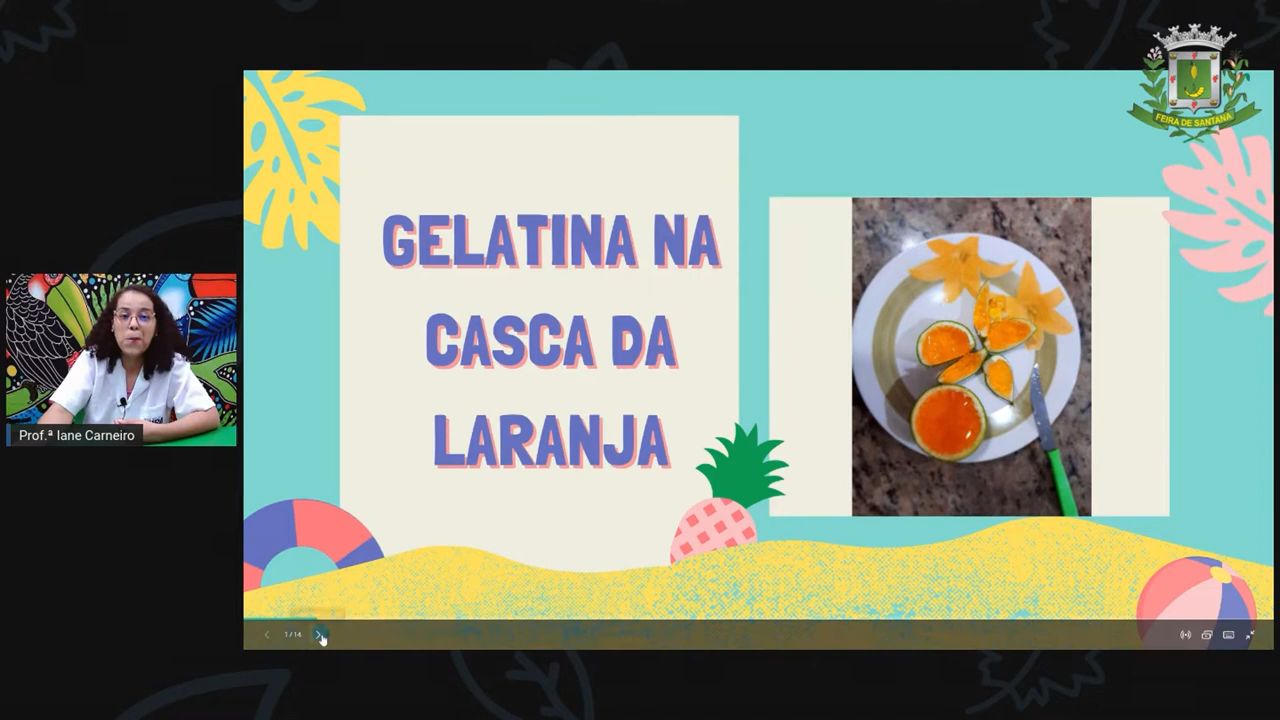 FEIRA DE SANTANA
GELATINA NA
CASCA DA
LARANJA
Prof.ª Iane Carneiro
1/14